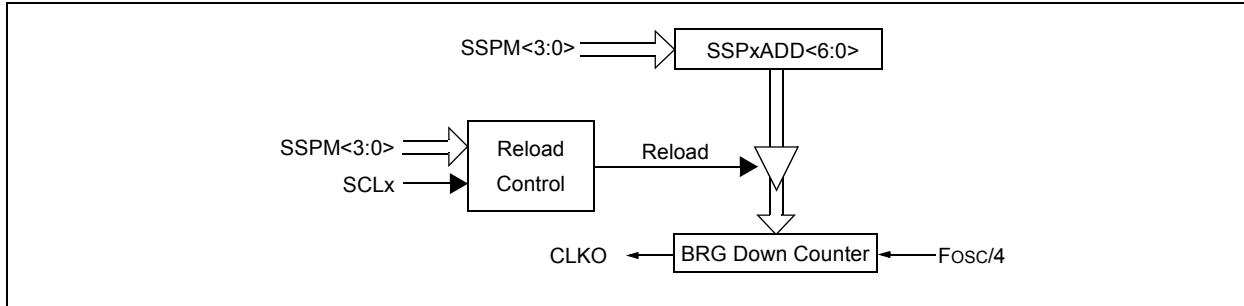 SSPM<3:0>
SSPxADD<6:0>
SSPM<3:0>
SCLx
Reload
Control
Reload
CLKO
BRG Down Counter
FOSC/4